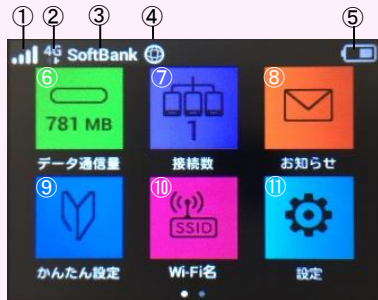 ① ② ③ ④ ⑤
4G SoftBank
⑥ ⑦ ⑧
781 MB 1
データ通信量 接続数 お知らせ
⑨ ⑩ ⑪
SSID
かんたん設定 Wi-Fi名 設定